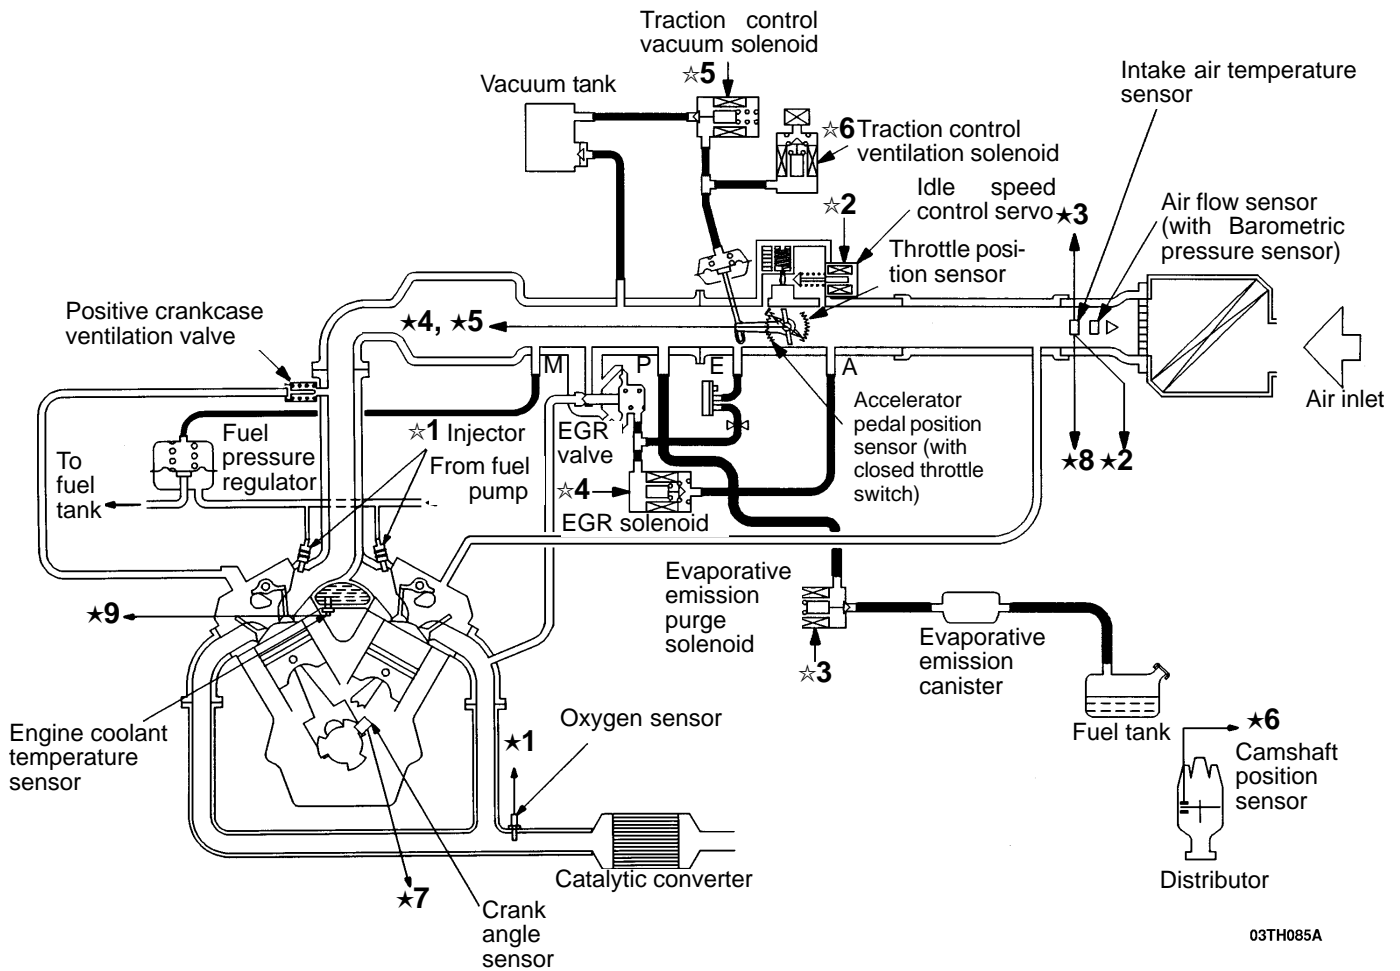 Traction control
vacuum solenoid
☆5
Vacuum tank
Intake air temperature
sensor
☆6 Traction control
ventilation solenoid
Idle speed
control servo
★3
☆2
Air flow sensor
(with Barometric
pressure sensor)
Throttle posi-
tion sensor
Positive crankcase
ventilation valve
★4, ★5
M
P
E
A
Air inlet
Accelerator
pedal position
sensor (with
closed throttle
switch)
☆1 Injector
From fuel
pump
Fuel
pressure
regulator
To
fuel
tank
EGR
valve
★8 ★2
☆4
EGR solenoid
Evaporative
emission
purge
solenoid
☆3
Evaporative
emission
canister
★9
Fuel tank
★6
Camshaft
position
sensor
Engine coolant
temperature
sensor
Oxygen sensor
★1
Catalytic converter
Distributor
★7
Crank
angle
sensor
03TH085A